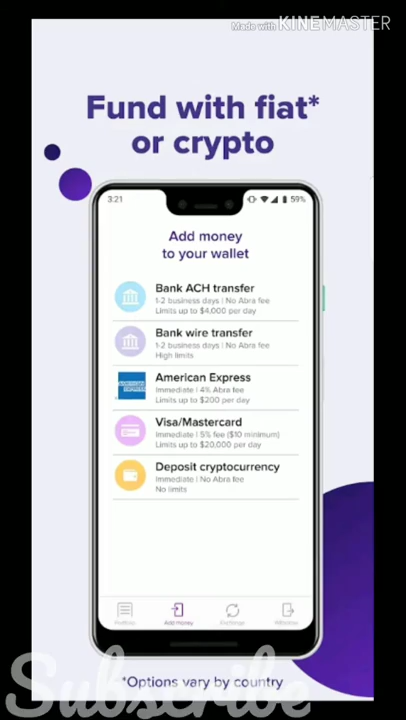 Made with KINEMASTER
Fund with fiat*
or crypto
3:21
59%
Add money
to your wallet
Bank ACH transfer
1-2 business days | No Abra fee
Limits up to $4,000 per day
Bank wire transfer
1-2 business days | No Abra fee
High limits
AMERICAN EXPRESS
American Express
Immediate | 4% Abra fee
Limits up to $200 per day
Visa/Mastercard
Immediate | 5% fee ($10 minimum)
Limits up to $20,000 per day
Deposit cryptocurrency
Immediate | No Abra fee
No limits
Portfolio Add money Exchange Withdraw
*Options vary by country
Subscribe